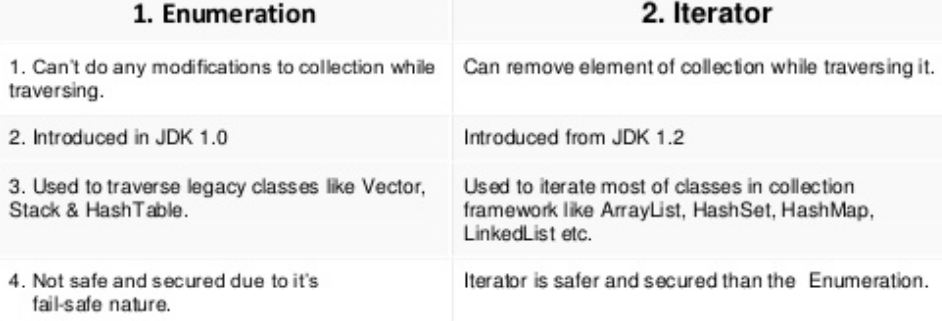 1. Enumeration
2. Iterator
1. Can't do any modifications to collection while
traversing.
Can remove element of collection while traversing it.
2. Introduced in JDK 1.0
Introduced from JDK 1.2
3. Used to traverse legacy classes like Vector,
Stack & HashTable.
Used to iterate most of classes in collection
framework like ArrayList, HashSet, HashMap,
LinkedList etc.
4. Not safe and secured due to it's
fail-safe nature.
Iterator is safer and secured than the Enumeration.